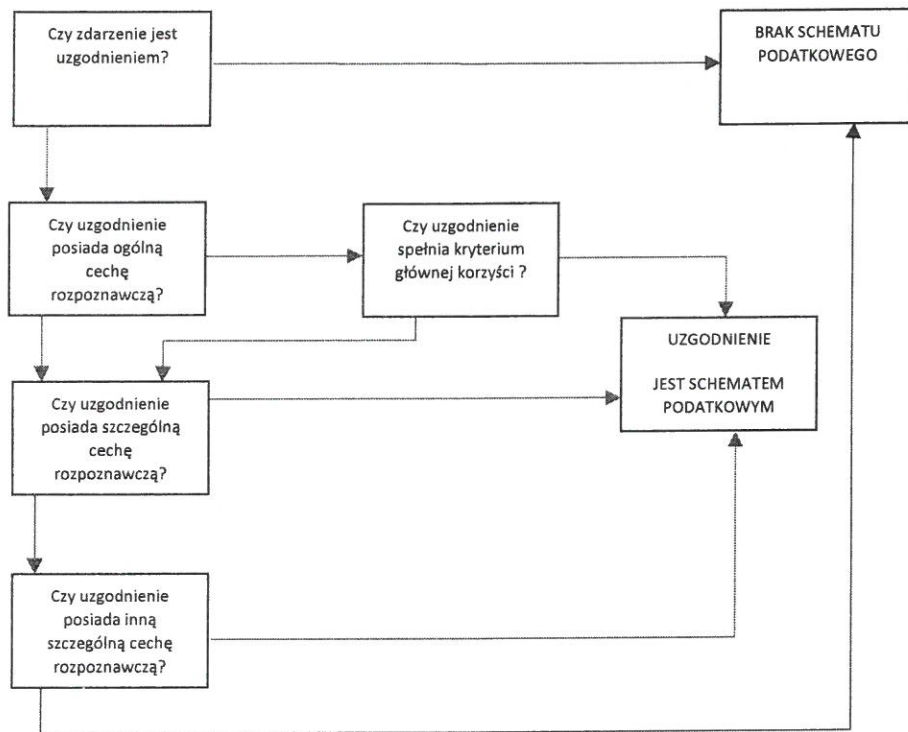 Czy zdarzenie jest
uzgodnieniem?
BRAK SCHEMATU
PODATKOWEGO
Czy uzgodnienie
posiada ogólną
cechę
rozpoznawczą?
Czy uzgodnienie
spełnia kryterium
głównej korzyści ?
UZGODNIENIE
JEST SCHEMATEM
PODATKOWYM
Czy uzgodnienie
posiada szczególną
cechę
rozpoznawczą?
Czy uzgodnienie
posiada inną
szczególną cechę
rozpoznawczą?